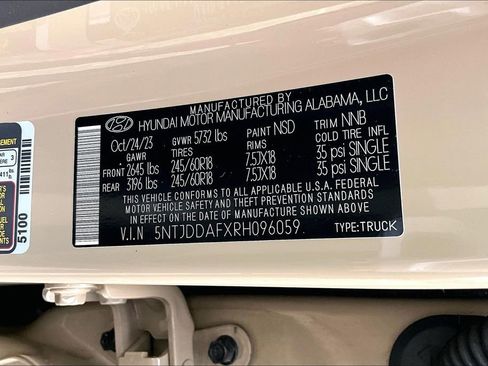 MANUFACTURED BY
HYUNDAI MOTOR MANUFACTURING ALABAMA, LLC
Oct/24/23 GVWR 5732 lbs PAINT NSD TRIM NNB
GAWR TIRES RIMS COLD TIRE INFL
FRONT 2645 lbs 245/60R18 7.5JX18 35 psi SINGLE
REAR 3196 lbs 245/60R18 7.5JX18 35 psi SINGLE
THIS VEHICLE CONFORMS TO ALL APPLICABLE U.S.A. FEDERAL
MOTOR VEHICLE SAFETY AND THEFT PREVENTION STANDARDS IN
EFFECT ON THE DATE OF MANUFACTURE SHOWN ABOVE.
V.I.N 5NTJDDAFXRH096059 TYPE:TRUCK
5100